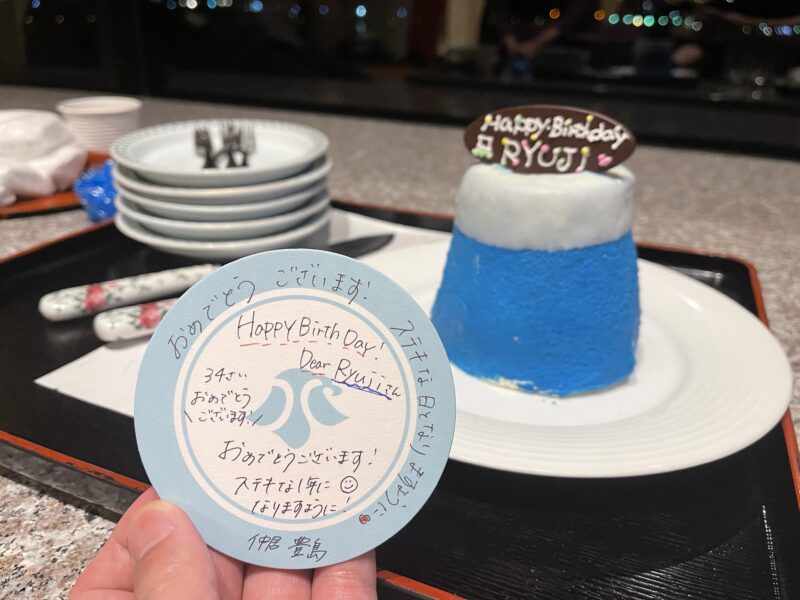 Happy Birthday
RYUJI
おめでとう ございます!
ステキな 日となりますように
HAPPY BIRTH DAY!
Dear Ryujiさん
34さい
おめでとう
\ございます!/
おめでとうございます!
ステキな1年に
なりますように!
仲居 豊島